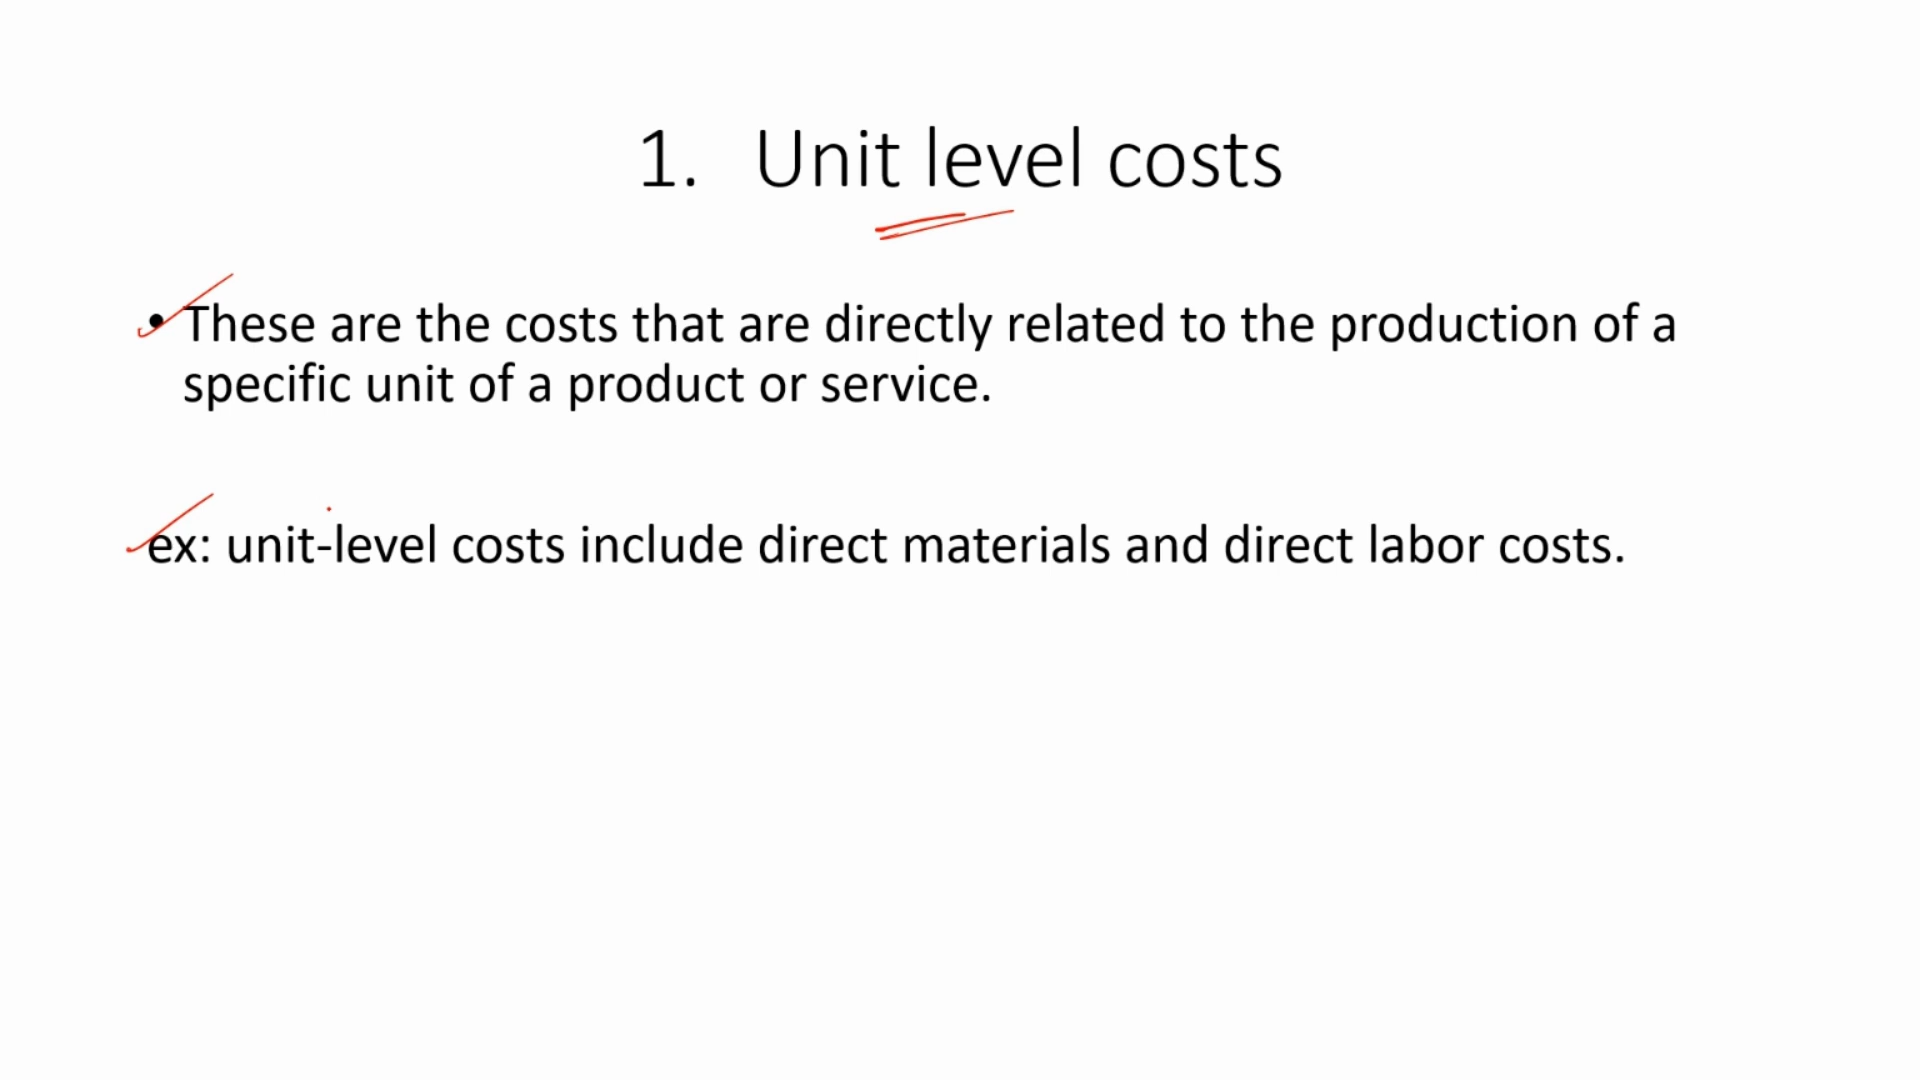 1. Unit level costs
• These are the costs that are directly related to the production of a
specific unit of a product or service.
ex: unit-level costs include direct materials and direct labor costs.